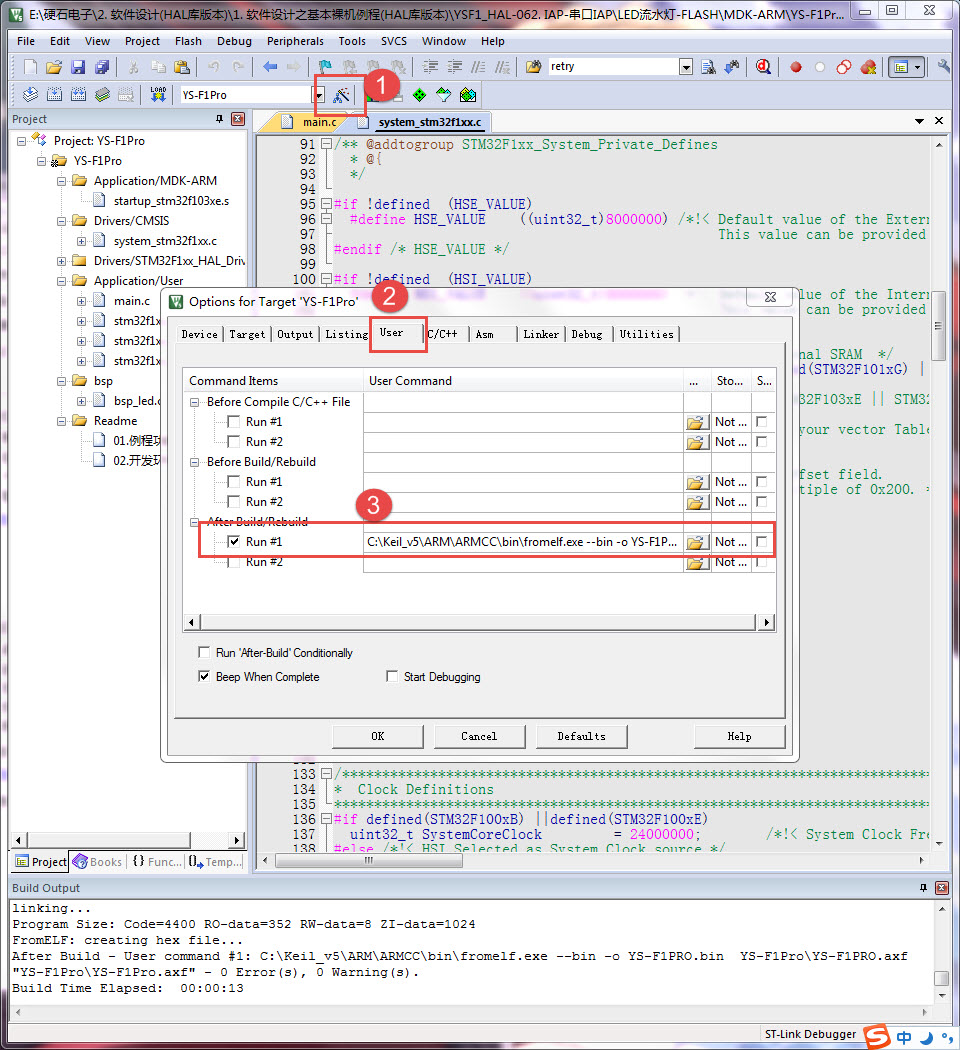 E:\硬石电子\2. 软件设计(HAL库版本)\1. 软件设计之基本裸机例程(HAL库版本)\YSF1_HAL-062. IAP-串口IAP\LED流水灯-FLASH\MDK-ARM\YS-F1Pr...
File Edit View Project Flash Debug Peripherals Tools SVCS Window Help
retry
LOAD YS-F1Pro 1
Project
main.c system_stm32f1xx.c
Project: YS-F1Pro
YS-F1Pro
Application/MDK-ARM
startup_stm32f103xe.s
Drivers/CMSIS
system_stm32f1xx.c
Drivers/STM32F1xx_HAL_Driv
Application/User
main.c
stm32f1x
stm32f1x
stm32f1x
bsp
bsp_led.c
Readme
01.例程功
02.开发环
91 /** @addtogroup STM32F1xx_System_Private_Defines
92 * @{
93 */
94
95 #if !defined (HSE_VALUE)
96 #define HSE_VALUE ((uint32_t)8000000) /*!< Default value of the Extern
97 This value can be provided
98 #endif /* HSE_VALUE */
99
100 #if !defined (HSI_VALUE)
value of the Intern
nal SRAM */
d(STM32F101xG) |
32F103xE || STM32
your vector Table
fset field.
tiple of 0x200. *
2
Options for Target 'YS-F1Pro'
Device Target Output Listing User C/C++ Asm Linker Debug Utilities
Command Items User Command ... Sto... S...
Before Compile C/C++ File
Run #1 Not ...
Run #2 Not ...
Before Build/Rebuild
Run #1 Not ...
Run #2 Not ...
3
After Build/Rebuild
Run #1 C:\Keil_v5\ARM\ARMCC\bin\fromelf.exe --bin -o YS-F1P... Not ...
Run #2 Not ...
Run 'After-Build' Conditionally
Beep When Complete Start Debugging
OK Cancel Defaults Help
133 /*************************************************************************
134 * Clock Definitions
135 *************************************************************************
136 #if defined(STM32F100xB) ||defined(STM32F100xE)
137 uint32_t SystemCoreClock = 24000000; /*!< System Clock Fre
138 #else /*!< HSI Selected as System Clock source */
Project Books {} Func... Temp...
Build Output
linking...
Program Size: Code=4400 RO-data=352 RW-data=8 ZI-data=1024
FromELF: creating hex file...
After Build - User command #1: C:\Keil_v5\ARM\ARMCC\bin\fromelf.exe --bin -o YS-F1PRO.bin YS-F1Pro\YS-F1Pro.axf
"YS-F1Pro\YS-F1Pro.axf" - 0 Error(s), 0 Warning(s).
Build Time Elapsed: 00:00:13
ST-Link Debugger S 中